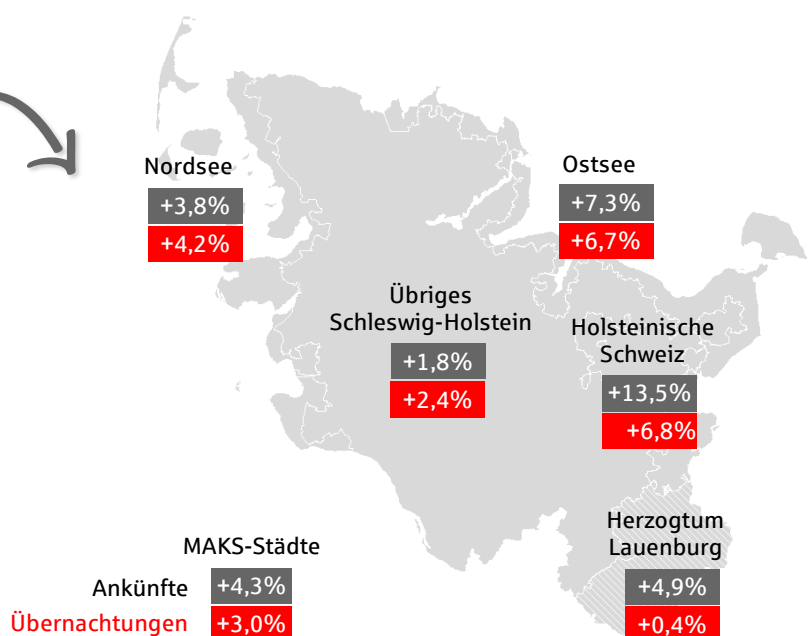 Nordsee
+3,8%
+4,2%
Ostsee
+7,3%
+6,7%
Übriges
Schleswig-Holstein
+1,8%
+2,4%
Holsteinische
Schweiz
+13,5%
+6,8%
MAKS-Städte
Ankünfte +4,3%
Übernachtungen +3,0%
Herzogtum
Lauenburg
+4,9%
+0,4%